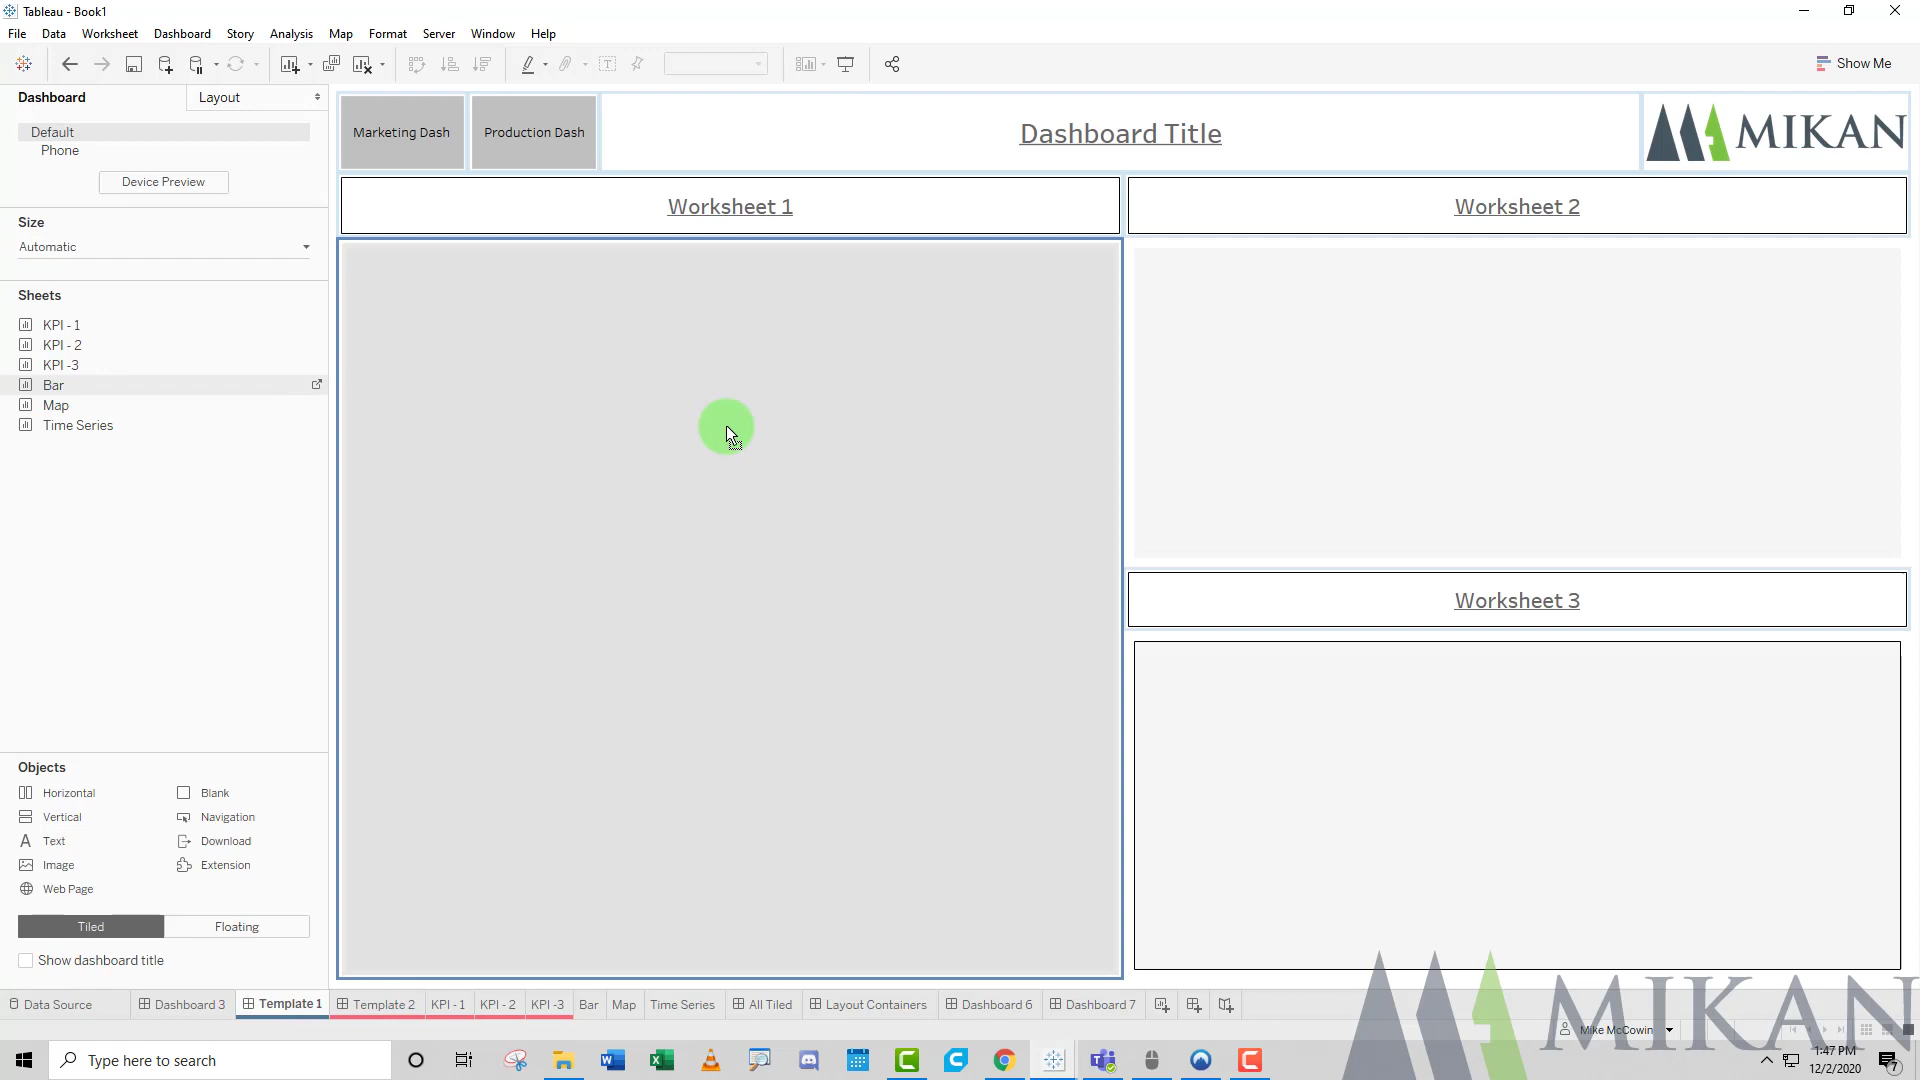 Tableau - Book1
File Data Worksheet Dashboard Story Analysis Map Format Server Window Help
Show Me
Dashboard Layout
Default
Phone
Device Preview
Size
Automatic
Sheets
KPI - 1
KPI - 2
KPI -3
Bar
Map
Time Series
Marketing Dash Production Dash Dashboard Title MIKAN
Worksheet 1 Worksheet 2
Worksheet 3
Objects
Horizontal Blank
Vertical Navigation
Text Download
Image Extension
Web Page
Tiled Floating
Show dashboard title
Data Source Dashboard 3 Template 1 Template 2 KPI - 1 KPI - 2 KPI -3 Bar Map Time Series All Tiled Layout Containers Dashboard 6 Dashboard 7
MIKAN
Mike McCowin
Type here to search
1:47 PM
12/2/2020
7